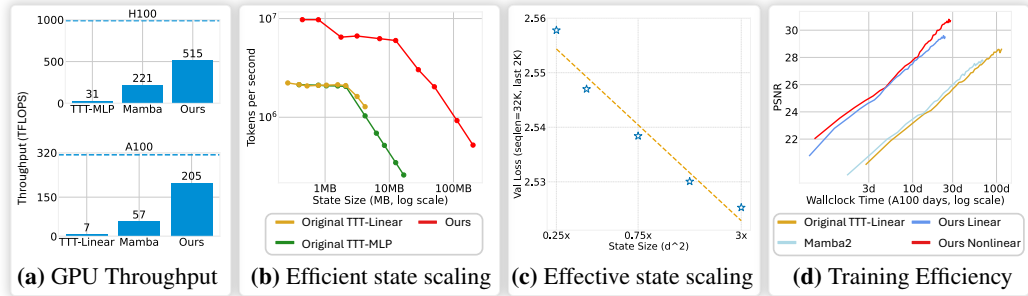 Throughput (TFLOPS)
H100
1000
500
0
31
221
515
TTT-MLP Mamba Ours
A100
320
150
0
7
57
205
TTT-Linear Mamba Ours
(a) GPU Throughput
Tokens per second
10^7
10^6
1MB 10MB 100MB
State Size (MB, log scale)
Original TTT-Linear
Ours
Original TTT-MLP
(b) Efficient state scaling
Val.Loss (seqlen=32K, last 2K)
2.56
2.55
2.54
2.53
0.25x 0.75x 3x
State Size (d^2)
(c) Effective state scaling
PSNR
30
28
26
24
22
3d 10d 30d 100d
Wallclock Time (A100 days, log scale)
Original TTT-Linear
Ours Linear
Mamba2
Ours Nonlinear
(d) Training Efficiency